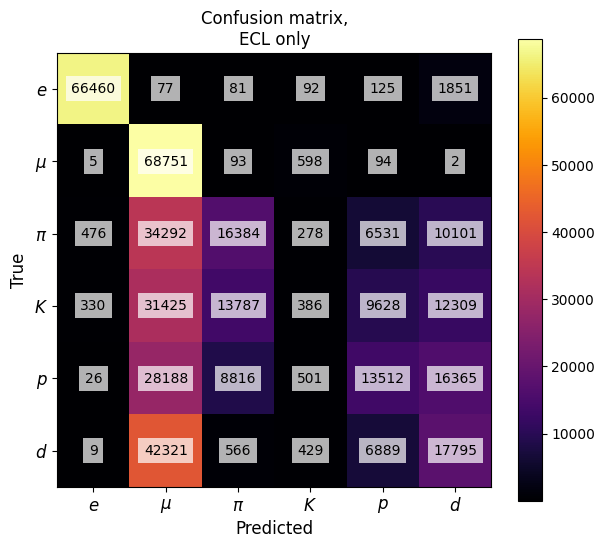 Confusion matrix,
ECL only
e 66460 77 81 92 125 1851
μ 5 68751 93 598 94 2
π 476 34292 16384 278 6531 10101
K 330 31425 13787 386 9628 12309
p 26 28188 8816 501 13512 16365
d 9 42321 566 429 6889 17795
e μ π K p d
Predicted
True
60000
50000
40000
30000
20000
10000